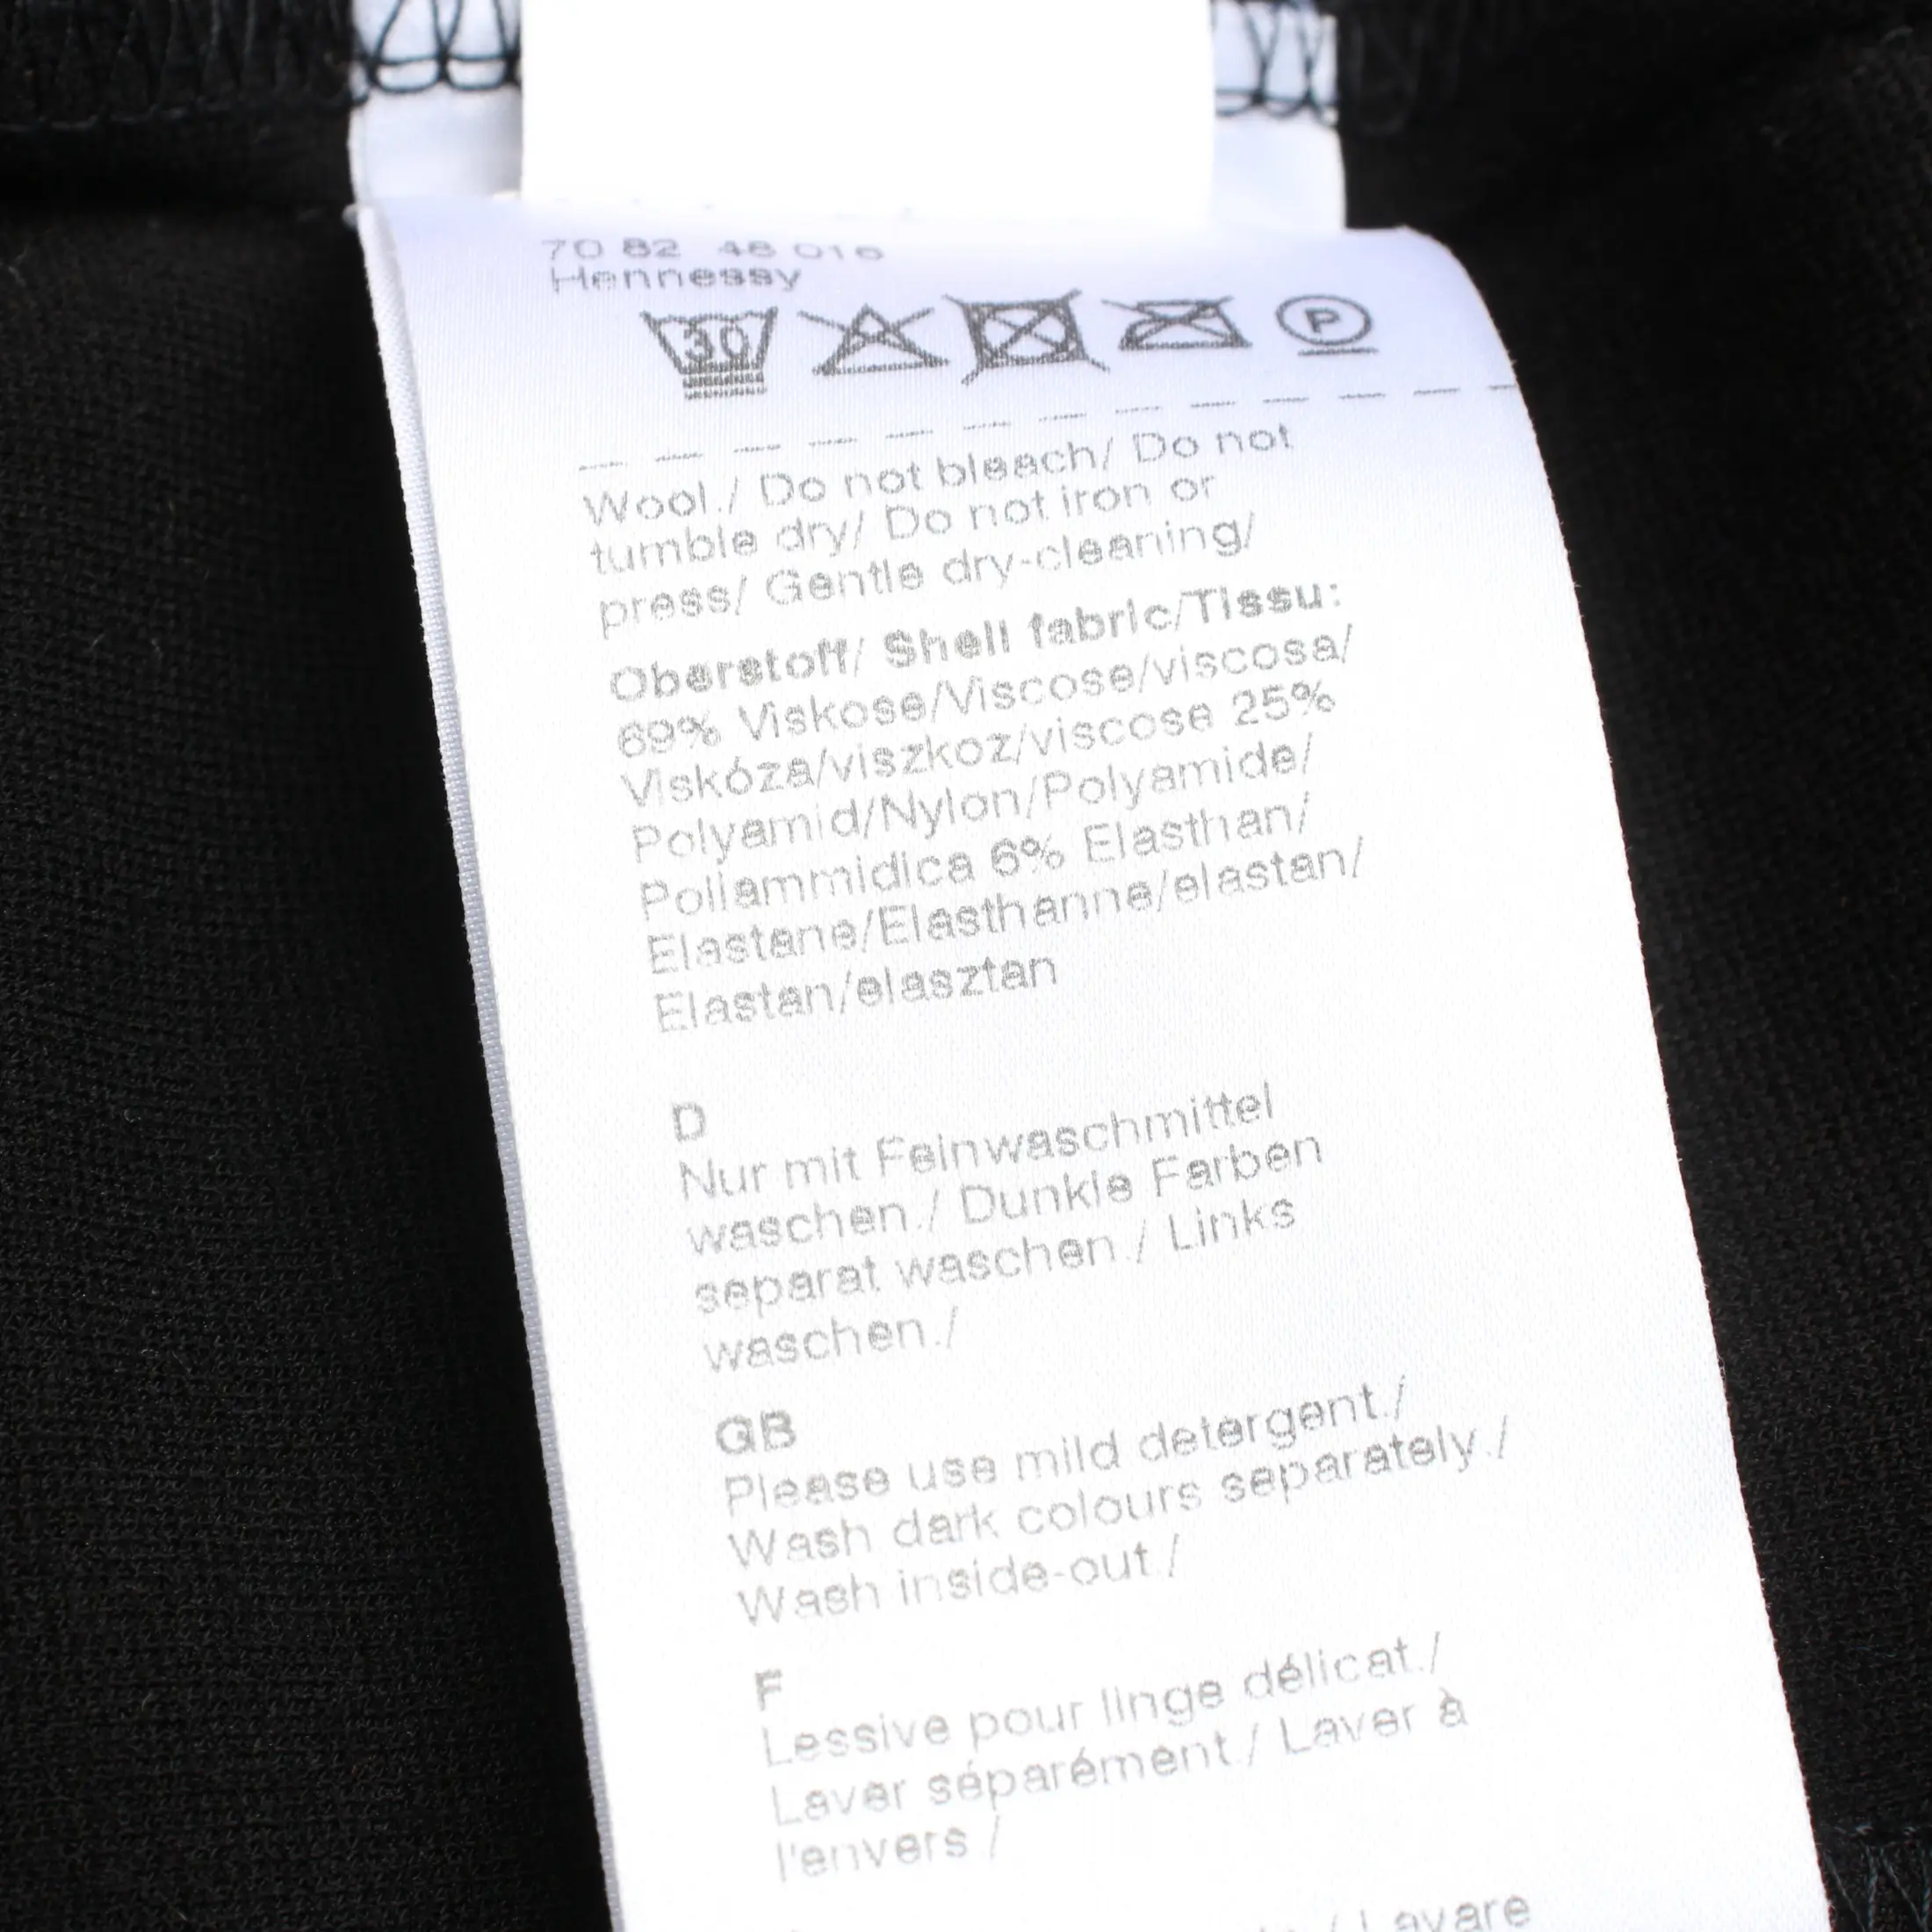 70 82 46 016
Hennessy
30 P
Wool./ Do not bleach/ Do not
tumble dry/ Do not iron or
press/ Gentle dry-cleaning/
Oberstoff/ Shell fabric/Tissu:
69% Viskose/Viscose/viscosa/
Viskóza/viszkoz/viscose 25%
Polyamid/Nylon/Polyamide/
Poliammidica 6% Elasthan/
Elastane/Elasthanne/elastan/
Elastan/elasztan
D
Nur mit Feinwaschmittel
waschen./ Dunkle Farben
separat waschen./ Links
waschen./
GB
Please use mild detergent./
Wash dark colours separately./
Wash inside-out./
F
Lessive pour linge délicat./
Laver séparément./ Laver à
l'envers /
/ Lavare